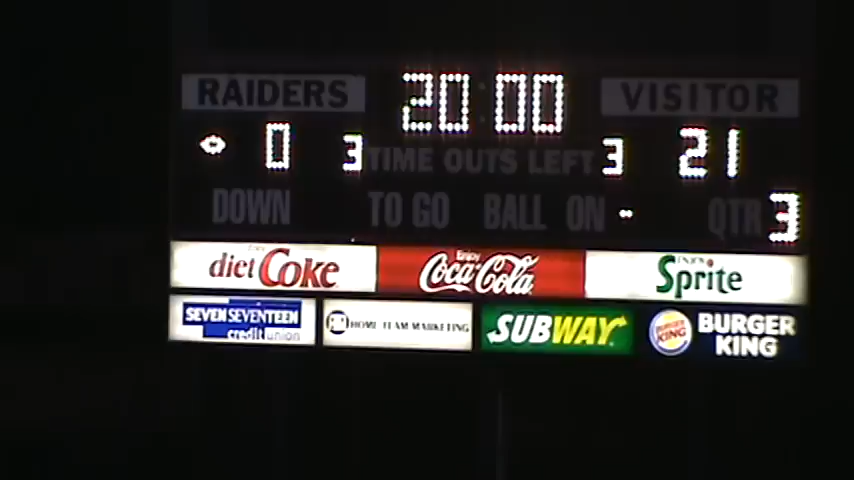 RAIDERS 20:00 VISITOR
0 3 TIME OUTS LEFT 3 21
DOWN TO GO BALL ON QTR 3
diet Coke Enjoy Coca-Cola ENJOY Sprite
SEVEN SEVENTEEN credit union HOME TEAM MARKETING SUBWAY BURGER KING BURGER KING